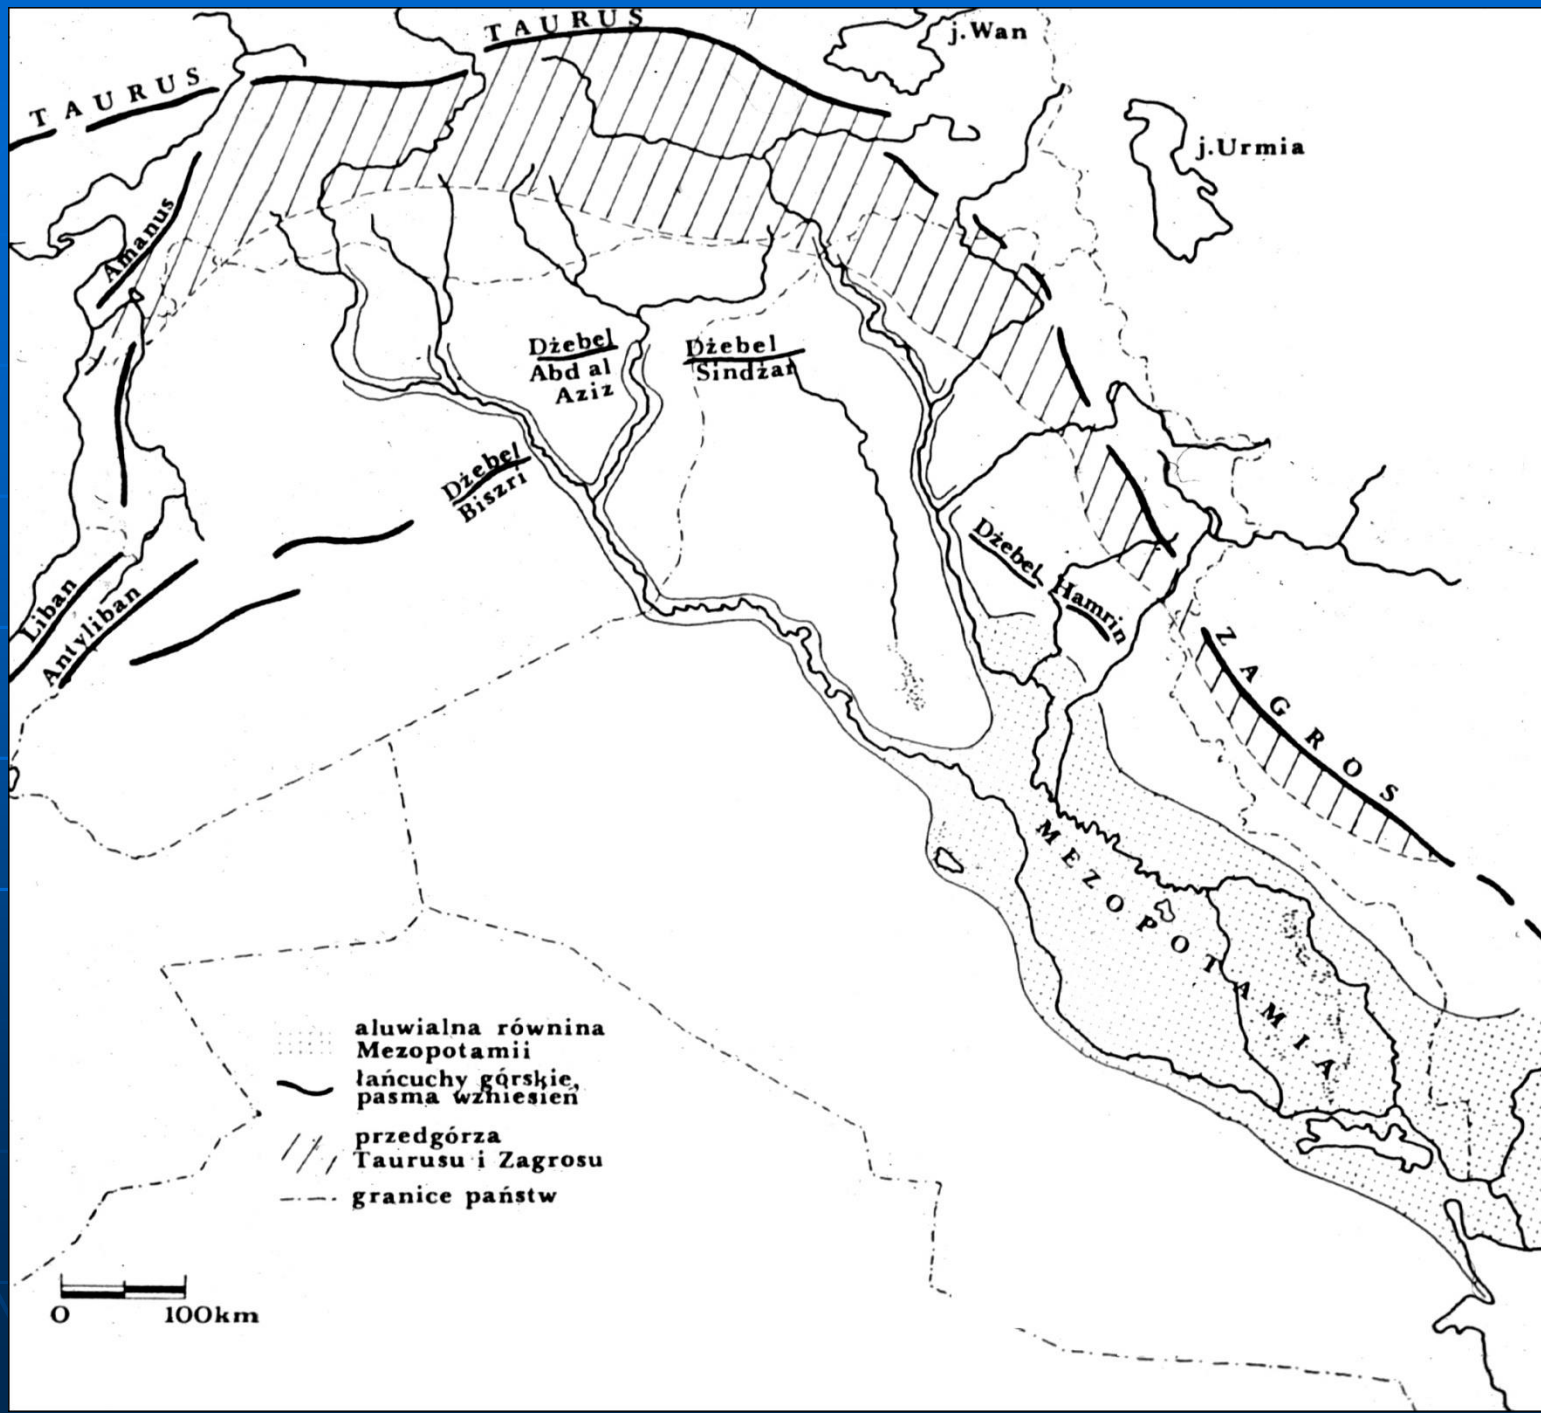 TAURUS
TAURUS
j.Wan
j.Urmia
Amanus
Dżebel
Abd al
Aziz
Dżebel
Sindżar
Dżebel
Biszri
Dżebel Hamrin
Liban
Antyliban
ZAGROS
MEZOPOTAMIA
aluwialna równina
Mezopotamii
łańcuchy górskie,
pasma wzniesień
przedgórza
Taurusu i Zagrosu
granice państw
0 100km